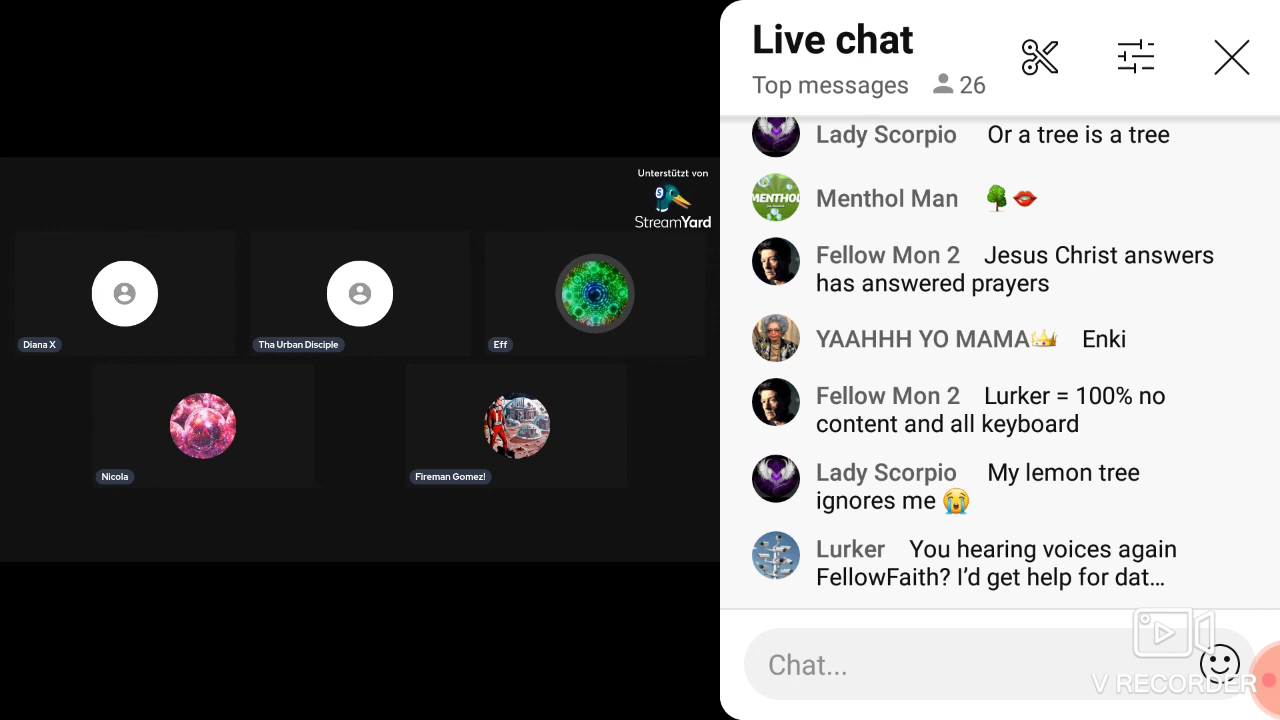 Unterstützt von
StreamYard
Diana X
Tha Urban Disciple
Eff
Nicola
Fireman Gomez!
Live chat
Top messages 26
Lady Scorpio Or a tree is a tree
MENTHOL
Menthol Man 🌳👄
Fellow Mon 2 Jesus Christ answers
has answered prayers
YAAHHH YO MAMA👑 Enki
Fellow Mon 2 Lurker = 100% no
content and all keyboard
Lady Scorpio My lemon tree
ignores me 😭
Lurker You hearing voices again
FellowFaith? I’d get help for dat...
Chat...
V RECORDER